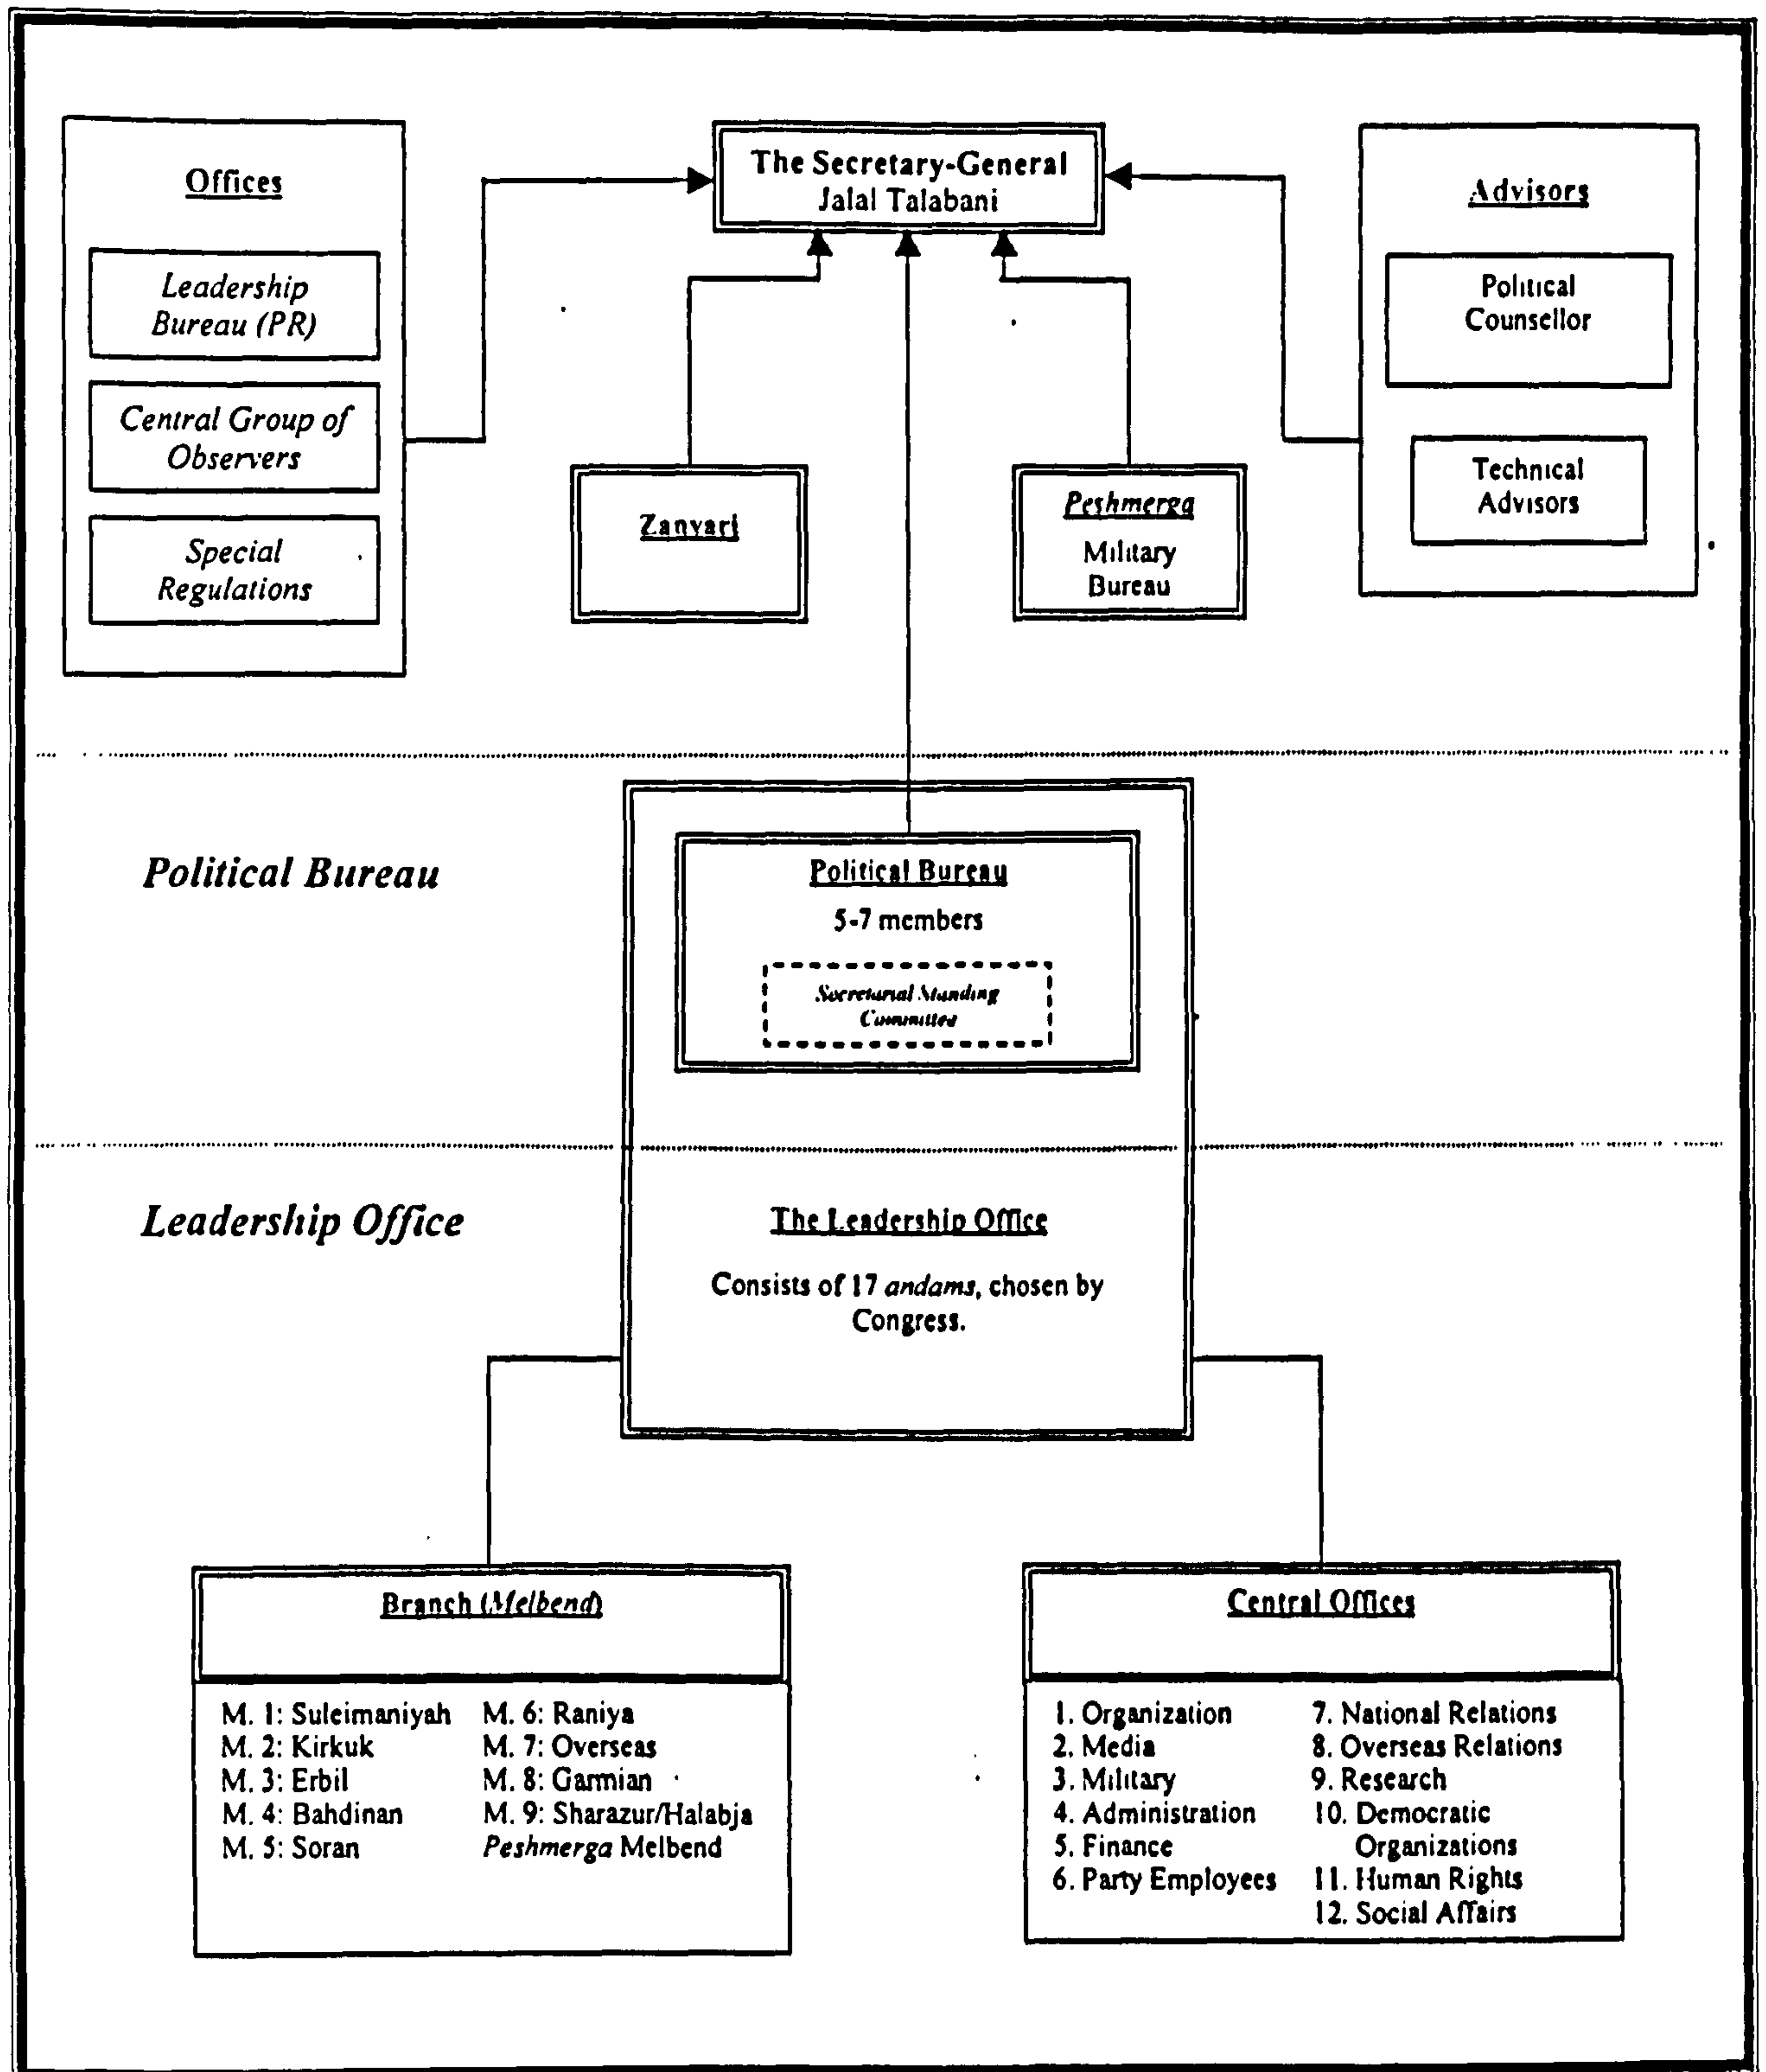 Offices
Leadership
Bureau (PR)
Central Group of
Observers
Special
Regulations
The Secretary-General
Jalal Talabani
Advisors
Political
Counsellor
Technical
Advisors
Zanyari
Peshmerga
Military
Bureau
Political Bureau
Political Bureau
5-7 members
Secretarial Standing
Committee
Leadership Office
The Leadership Office
Consists of 17 andams, chosen by
Congress.
Branch (Melbend)
M. 1: Suleimaniyah
M. 2: Kirkuk
M. 3: Erbil
M. 4: Bahdinan
M. 5: Soran
M. 6: Raniya
M. 7: Overseas
M. 8: Garmian
M. 9: Sharazur/Halabja
Peshmerga Melbend
Central Offices
1. Organization
2. Media
3. Military
4. Administration
5. Finance
6. Party Employees
7. National Relations
8. Overseas Relations
9. Research
10. Democratic
Organizations
11. Human Rights
12. Social Affairs